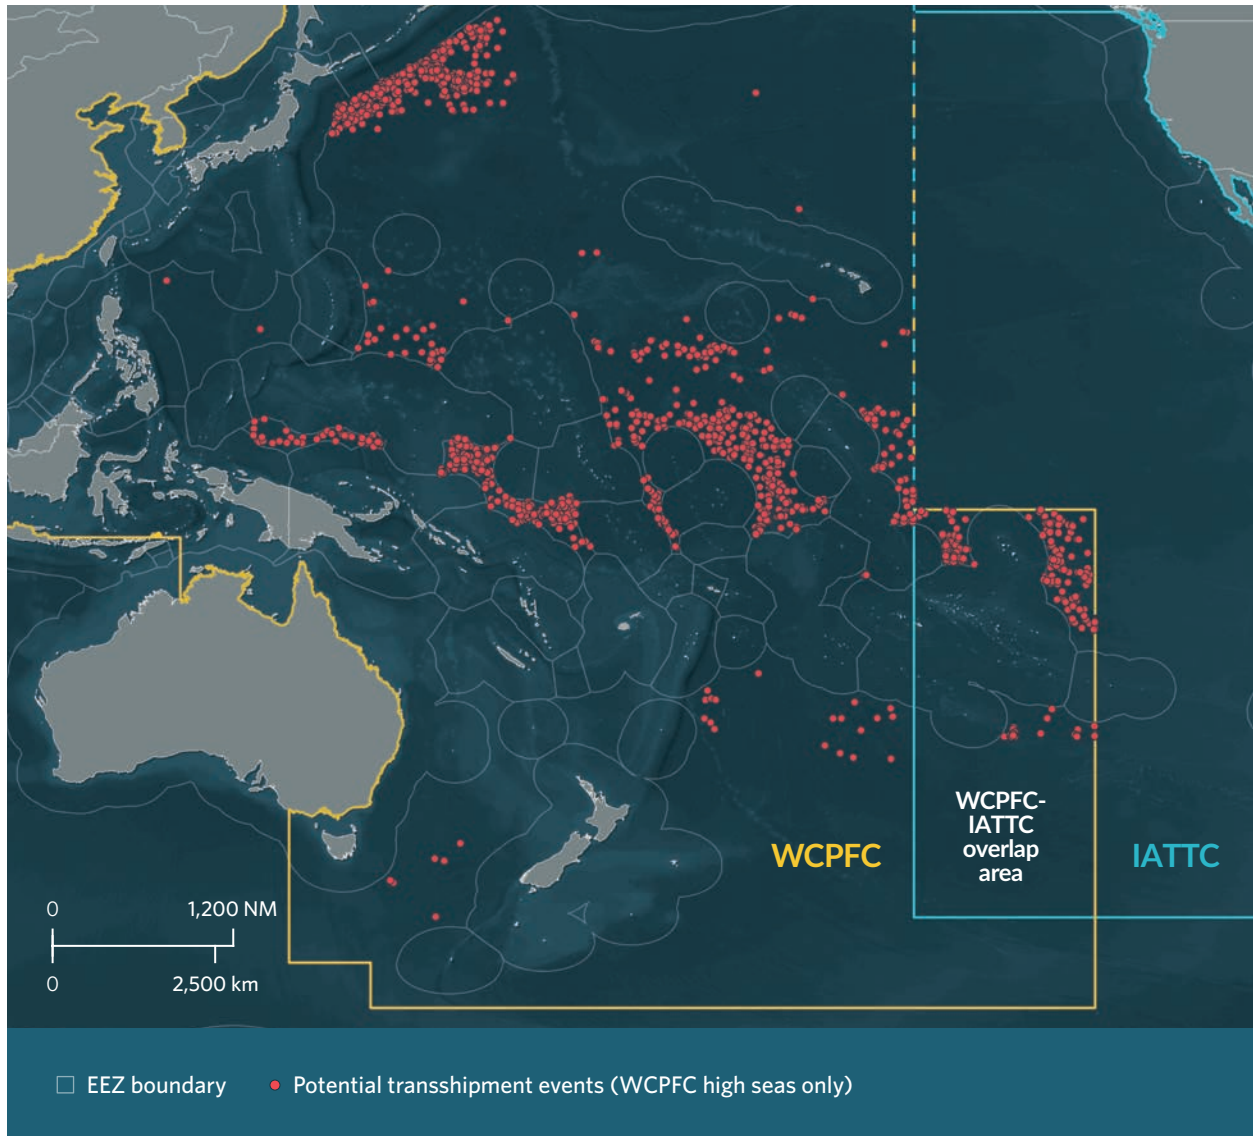 WCPFC-
IATTC
overlap
area
WCPFC
IATTC
0 1,200 NM
0 2,500 km
EEZ boundary
Potential transshipment events (WCPFC high seas only)